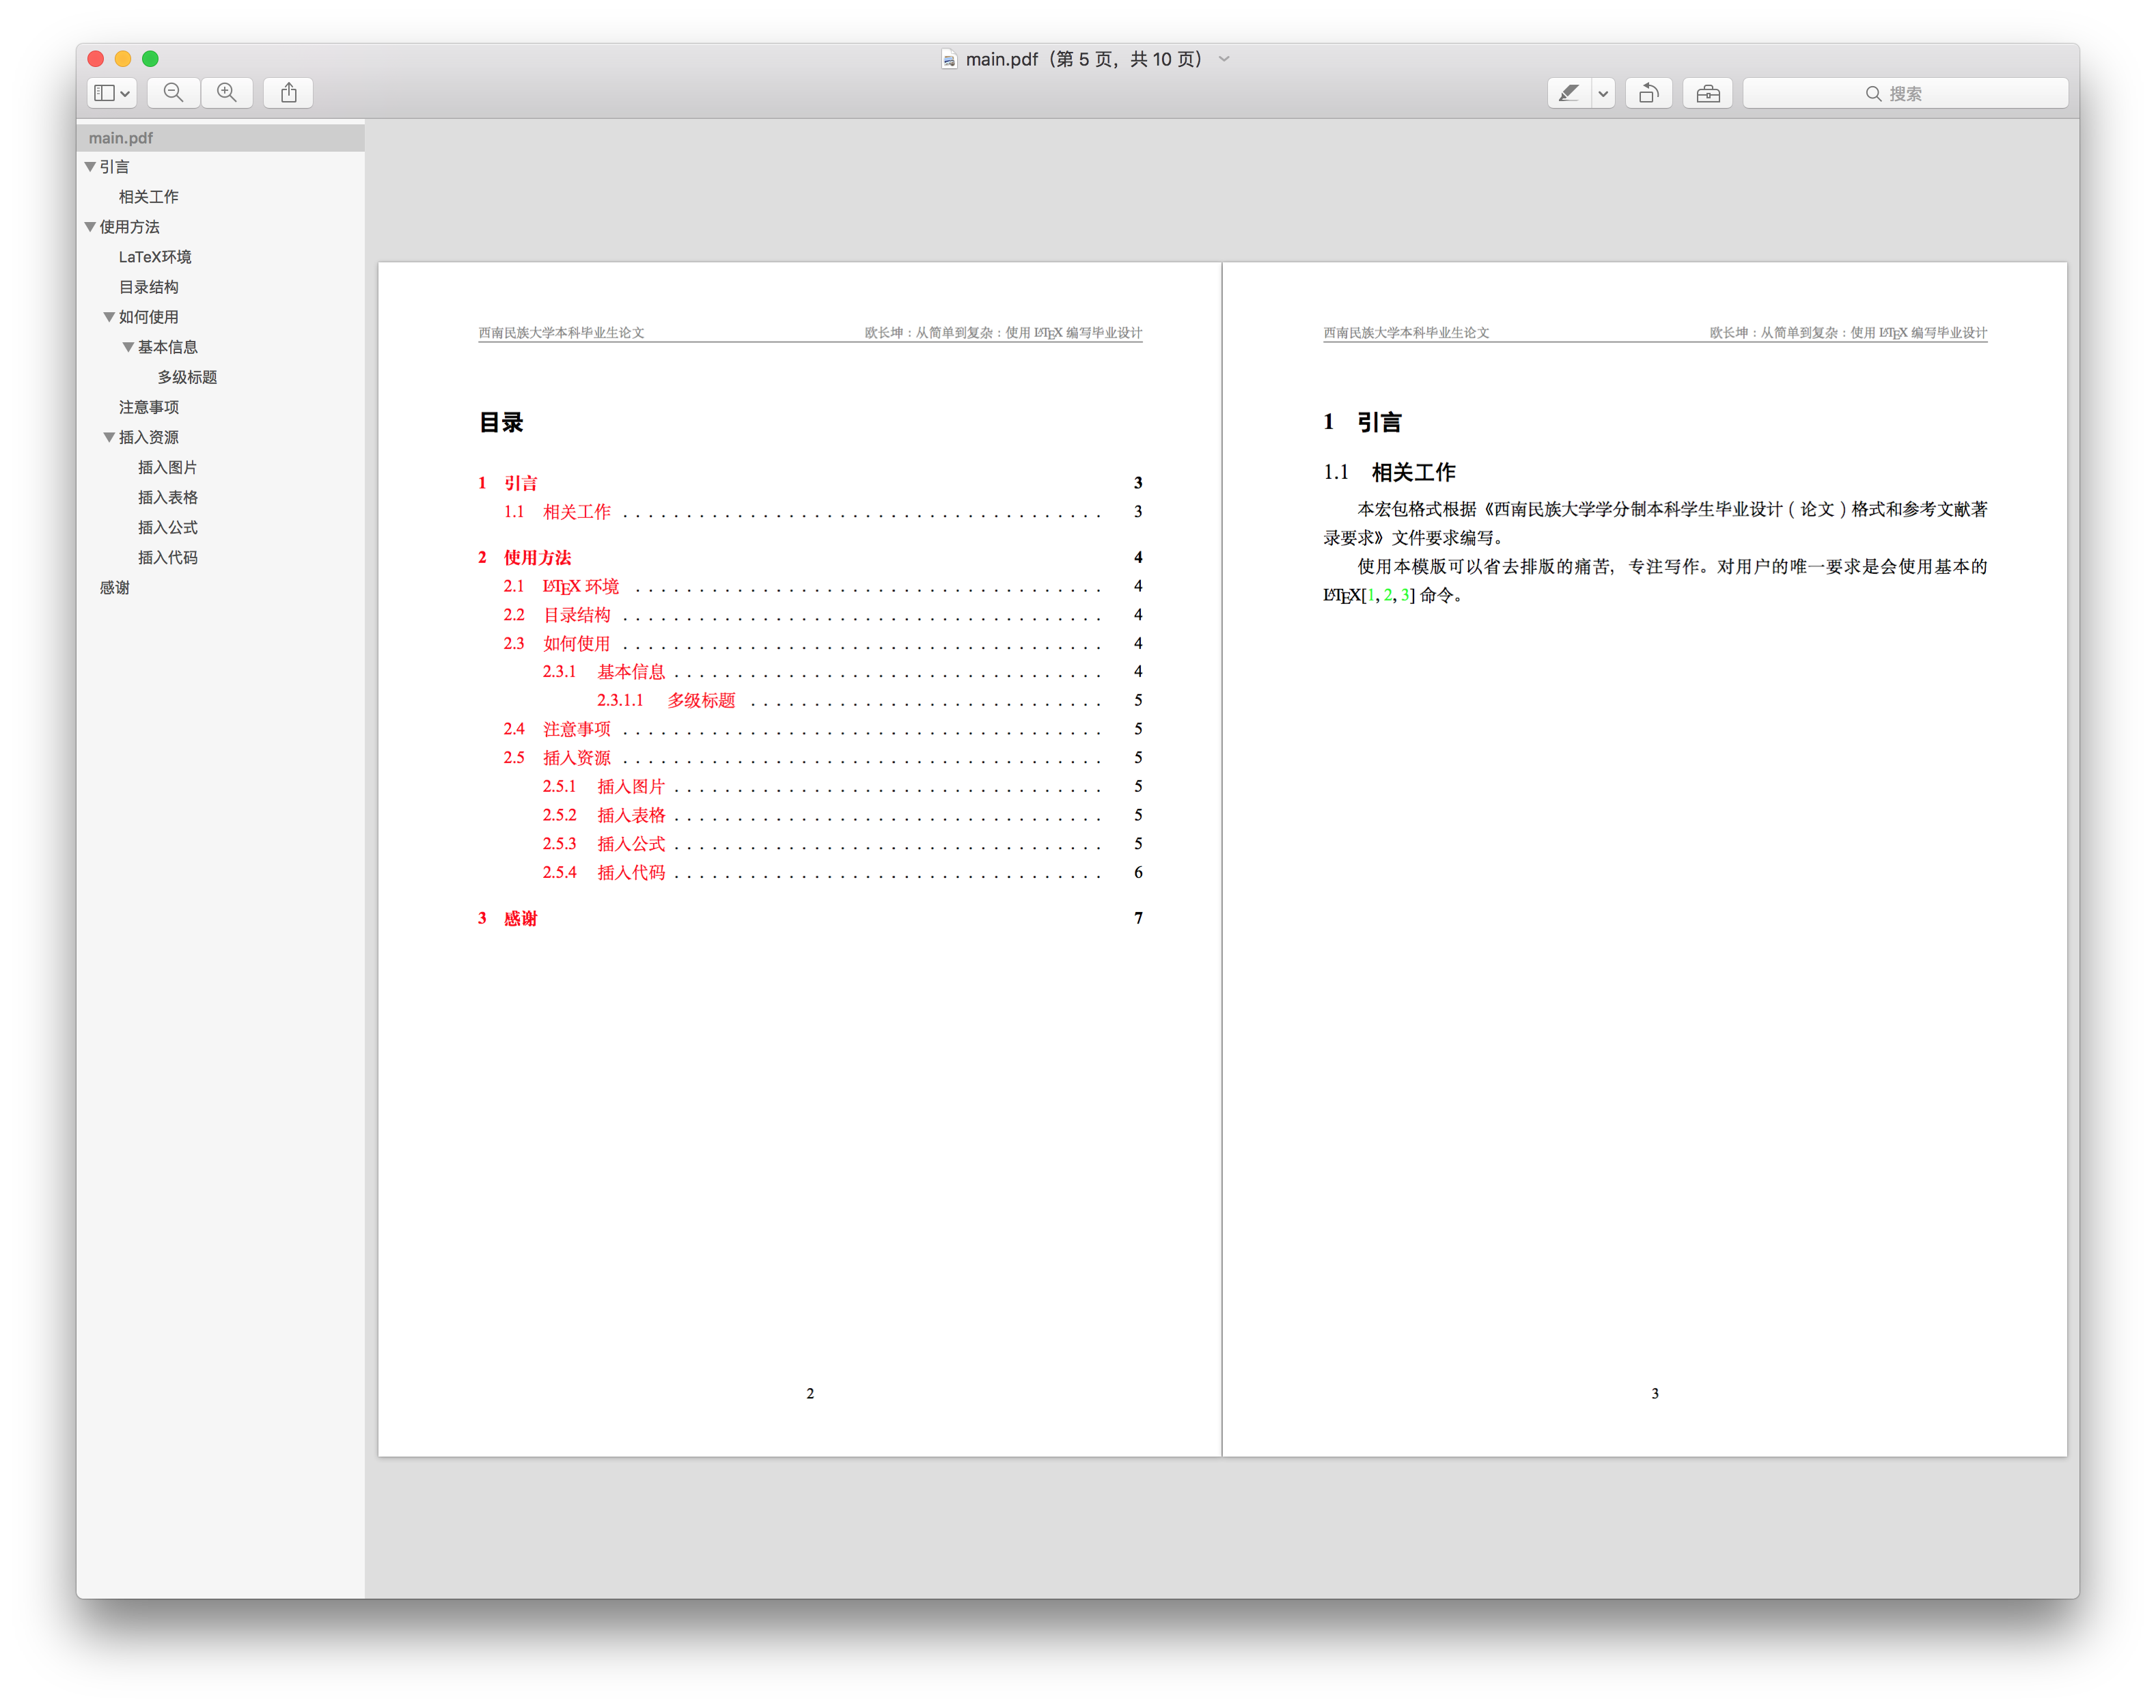 main.pdf（第 5 页，共 10 页）
搜索
main.pdf
引言
相关工作
使用方法
LaTeX环境
目录结构
如何使用
基本信息
多级标题
注意事项
插入资源
插入图片
插入表格
插入公式
插入代码
感谢
西南民族大学本科毕业生论文 欧长坤：从简单到复杂：使用 LATEX 编写毕业设计
目录
1 引言 3
1.1 相关工作 . . . . . . . . . . . . . . . . . . . . . . . . . . . . . . . . . . . . . . 3
2 使用方法 4
2.1 LATEX 环境 . . . . . . . . . . . . . . . . . . . . . . . . . . . . . . . . . . . . . 4
2.2 目录结构 . . . . . . . . . . . . . . . . . . . . . . . . . . . . . . . . . . . . . . 4
2.3 如何使用 . . . . . . . . . . . . . . . . . . . . . . . . . . . . . . . . . . . . . . 4
2.3.1 基本信息 . . . . . . . . . . . . . . . . . . . . . . . . . . . . . . . . . . 4
2.3.1.1 多级标题 . . . . . . . . . . . . . . . . . . . . . . . . . . . . 5
2.4 注意事项 . . . . . . . . . . . . . . . . . . . . . . . . . . . . . . . . . . . . . . 5
2.5 插入资源 . . . . . . . . . . . . . . . . . . . . . . . . . . . . . . . . . . . . . . 5
2.5.1 插入图片 . . . . . . . . . . . . . . . . . . . . . . . . . . . . . . . . . . 5
2.5.2 插入表格 . . . . . . . . . . . . . . . . . . . . . . . . . . . . . . . . . . 5
2.5.3 插入公式 . . . . . . . . . . . . . . . . . . . . . . . . . . . . . . . . . . 5
2.5.4 插入代码 . . . . . . . . . . . . . . . . . . . . . . . . . . . . . . . . . . 6
3 感谢 7
2
西南民族大学本科毕业生论文 欧长坤：从简单到复杂：使用 LATEX 编写毕业设计
1 引言
1.1 相关工作
本宏包格式根据《西南民族大学学分制本科学生毕业设计（论文）格式和参考文献著
录要求》文件要求编写。
使用本模版可以省去排版的痛苦，专注写作。对用户的唯一要求是会使用基本的
LATEX[1, 2, 3] 命令。
3